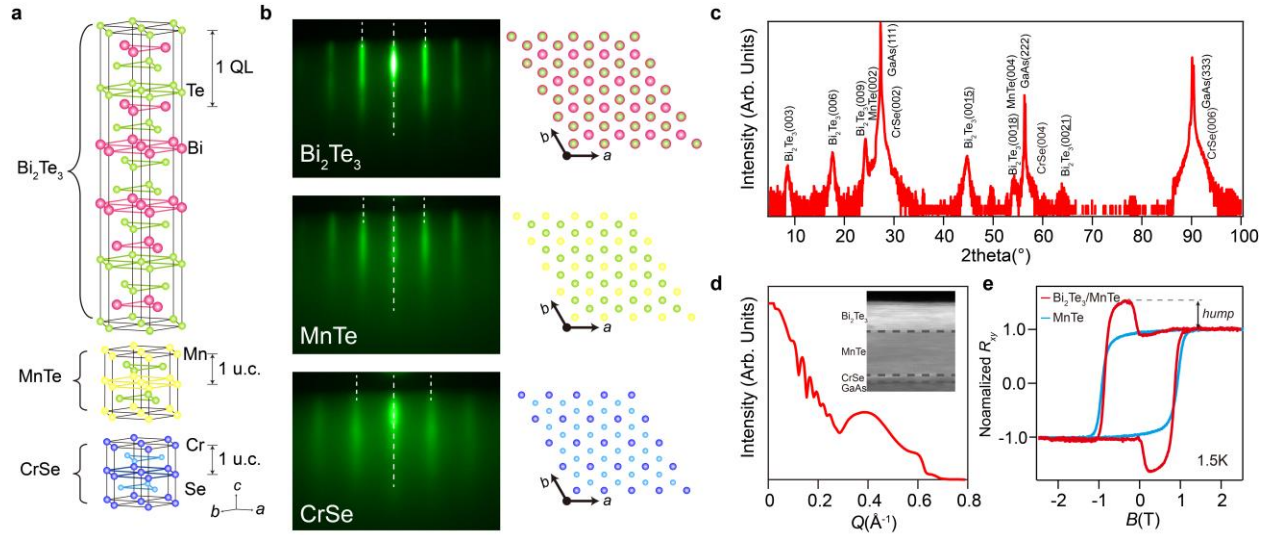 a
Bi2Te3
1 QL
Te
Bi
MnTe
Mn
1 u.c.
CrSe
Cr
1 u.c.
Se
c
b
a
b
Bi2Te3
b
a
MnTe
b
a
CrSe
b
a
c
Intensity (Arb. Units)
Bi2Te3(003)
Bi2Te3(006)
Bi2Te3(009)
MnTe(002)
GaAs(111)
CrSe(002)
Bi2Te3(0015)
Bi2Te3(0018)
MnTe(004)
GaAs(222)
CrSe(004)
Bi2Te3(0021)
GaAs(333)
CrSe(006)
10 20 30 40 50 60 70 80 90 100
2theta(°)
d
Intensity (Arb. Units)
Bi2Te3
MnTe
CrSe
GaAs
0.0 0.2 0.4 0.6 0.8
Q(Å-1)
e
Noamalized Rxy
Bi2Te3/MnTe
MnTe
hump
1.0
0.0
-1.0
1.5K
-2 -1 0 1 2
B(T)